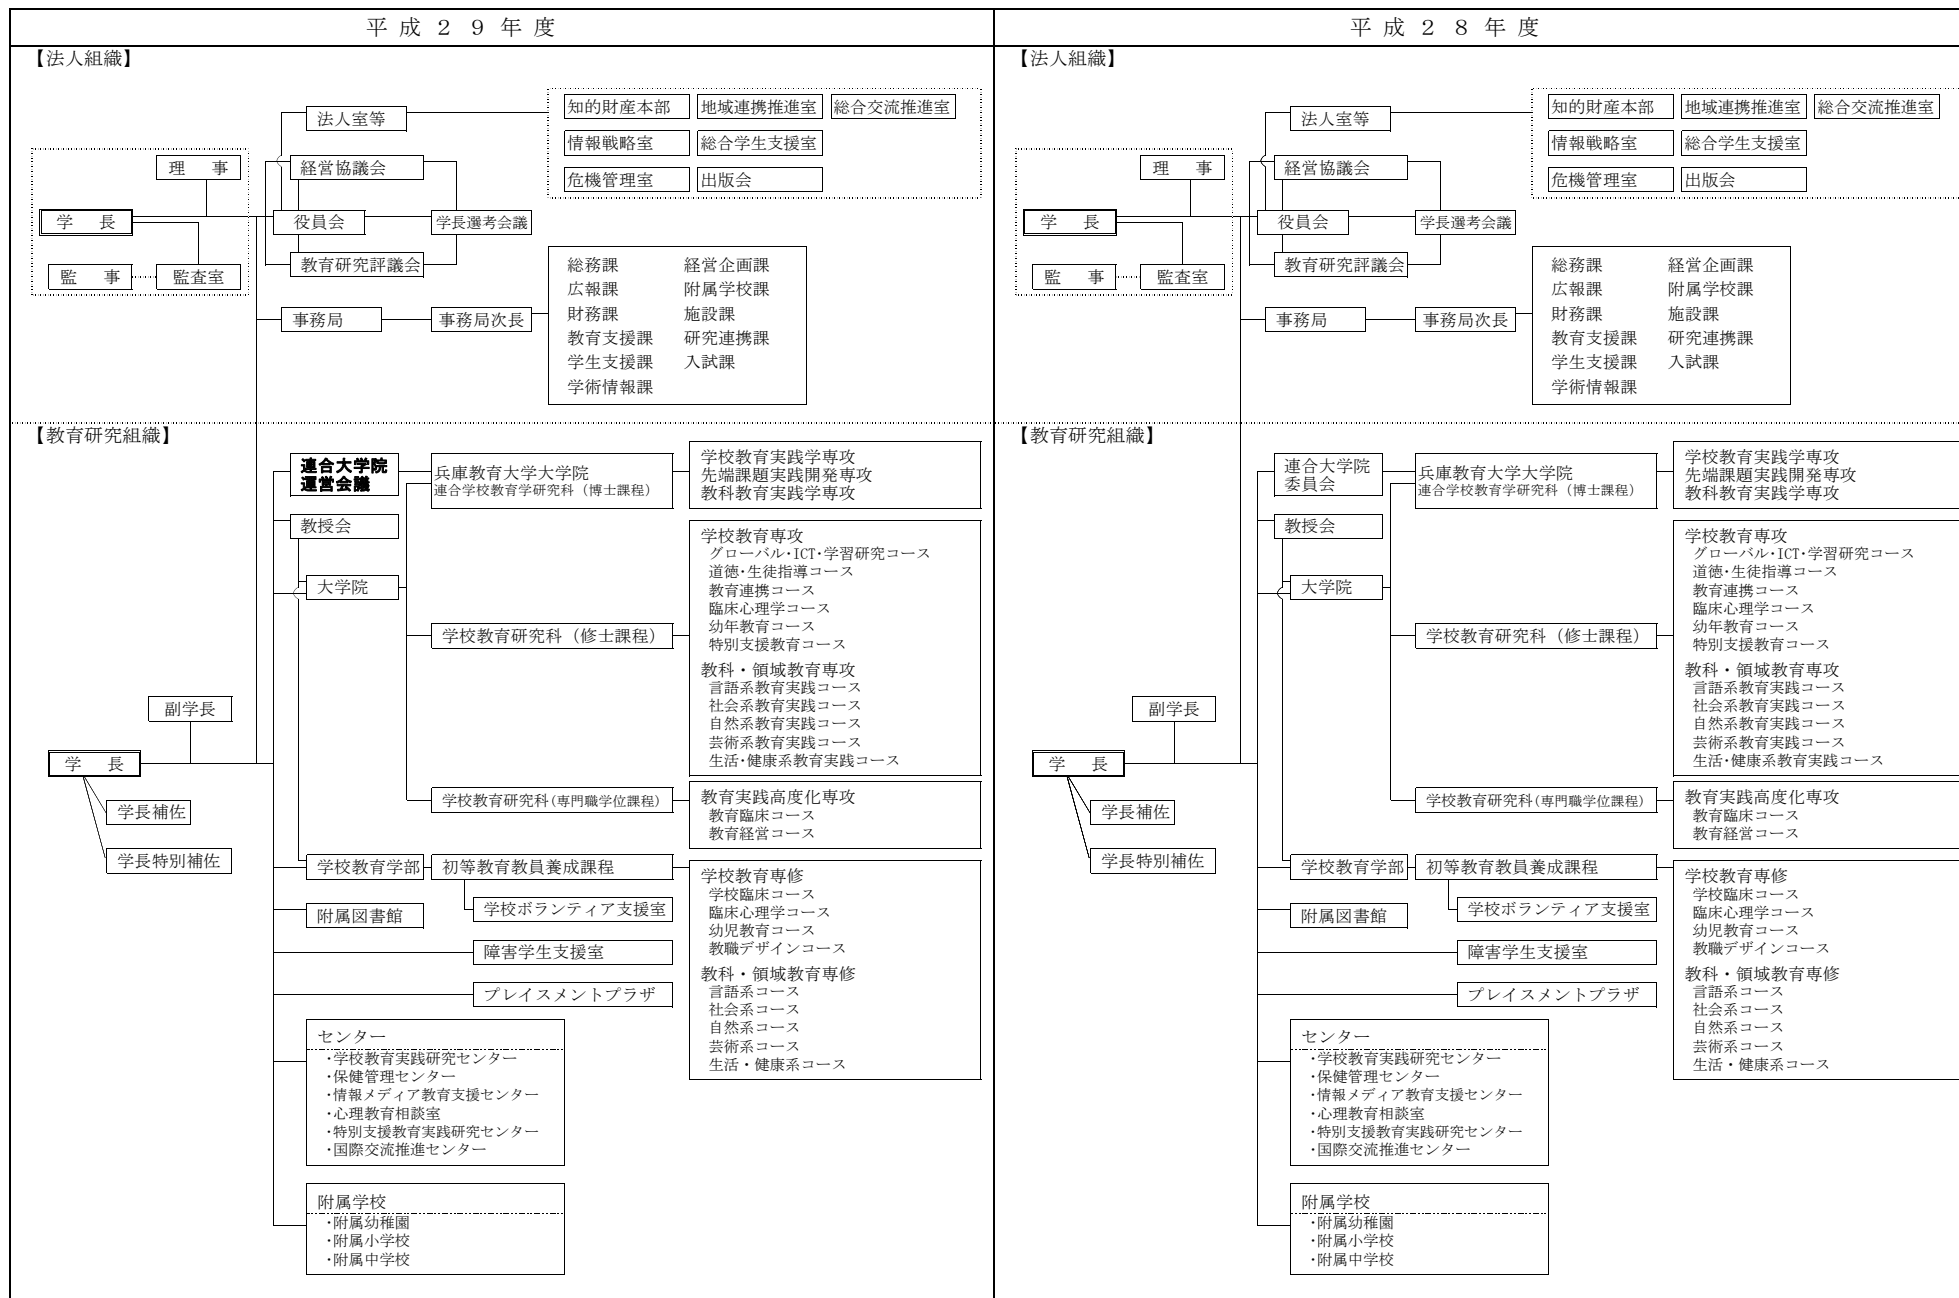 平成２９年度
【法人組織】
法人室等
知的財産本部 地域連携推進室 総合交流推進室
情報戦略室 総合学生支援室
危機管理室 出版会
理　事
経営協議会
学　長
役員会
学長選考会議
教育研究評議会
監　事
監査室
事務局
事務局次長
総務課 経営企画課
広報課 附属学校課
財務課 施設課
教育支援課 研究連携課
学生支援課 入試課
学術情報課
【教育研究組織】
連合大学院
運営会議
兵庫教育大学大学院
連合学校教育学研究科（博士課程）
学校教育実践学専攻
先端課題実践開発専攻
教科教育実践学専攻
教授会
大学院
学校教育研究科（修士課程）
学校教育専攻
グローバル･ICT･学習研究コース
道徳･生徒指導コース
教育連携コース
臨床心理学コース
幼年教育コース
特別支援教育コース
教科・領域教育専攻
言語系教育実践コース
社会系教育実践コース
自然系教育実践コース
芸術系教育実践コース
生活･健康系教育実践コース
副学長
学　長
学長補佐
学長特別補佐
学校教育研究科(専門職学位課程)
教育実践高度化専攻
教育臨床コース
教育経営コース
学校教育学部
初等教育教員養成課程
学校ボランティア支援室
附属図書館
障害学生支援室
プレイスメントプラザ
学校教育専修
学校臨床コース
臨床心理学コース
幼児教育コース
教職デザインコース
教科・領域教育専修
言語系コース
社会系コース
自然系コース
芸術系コース
生活・健康系コース
センター
･学校教育実践研究センター
･保健管理センター
･情報メディア教育支援センター
･心理教育相談室
･特別支援教育実践研究センター
･国際交流推進センター
附属学校
･附属幼稚園
･附属小学校
･附属中学校
平成２８年度
【法人組織】
法人室等
知的財産本部 地域連携推進室 総合交流推進室
情報戦略室 総合学生支援室
危機管理室 出版会
理　事
経営協議会
学　長
役員会
学長選考会議
教育研究評議会
監　事
監査室
事務局
事務局次長
総務課 経営企画課
広報課 附属学校課
財務課 施設課
教育支援課 研究連携課
学生支援課 入試課
学術情報課
【教育研究組織】
連合大学院
委員会
兵庫教育大学大学院
連合学校教育学研究科（博士課程）
学校教育実践学専攻
先端課題実践開発専攻
教科教育実践学専攻
教授会
大学院
学校教育研究科（修士課程）
学校教育専攻
グローバル･ICT･学習研究コース
道徳･生徒指導コース
教育連携コース
臨床心理学コース
幼年教育コース
特別支援教育コース
教科・領域教育専攻
言語系教育実践コース
社会系教育実践コース
自然系教育実践コース
芸術系教育実践コース
生活･健康系教育実践コース
副学長
学　長
学長補佐
学長特別補佐
学校教育研究科(専門職学位課程)
教育実践高度化専攻
教育臨床コース
教育経営コース
学校教育学部
初等教育教員養成課程
学校ボランティア支援室
附属図書館
障害学生支援室
プレイスメントプラザ
学校教育専修
学校臨床コース
臨床心理学コース
幼児教育コース
教職デザインコース
教科・領域教育専修
言語系コース
社会系コース
自然系コース
芸術系コース
生活・健康系コース
センター
･学校教育実践研究センター
･保健管理センター
･情報メディア教育支援センター
･心理教育相談室
･特別支援教育実践研究センター
･国際交流推進センター
附属学校
･附属幼稚園
･附属小学校
･附属中学校